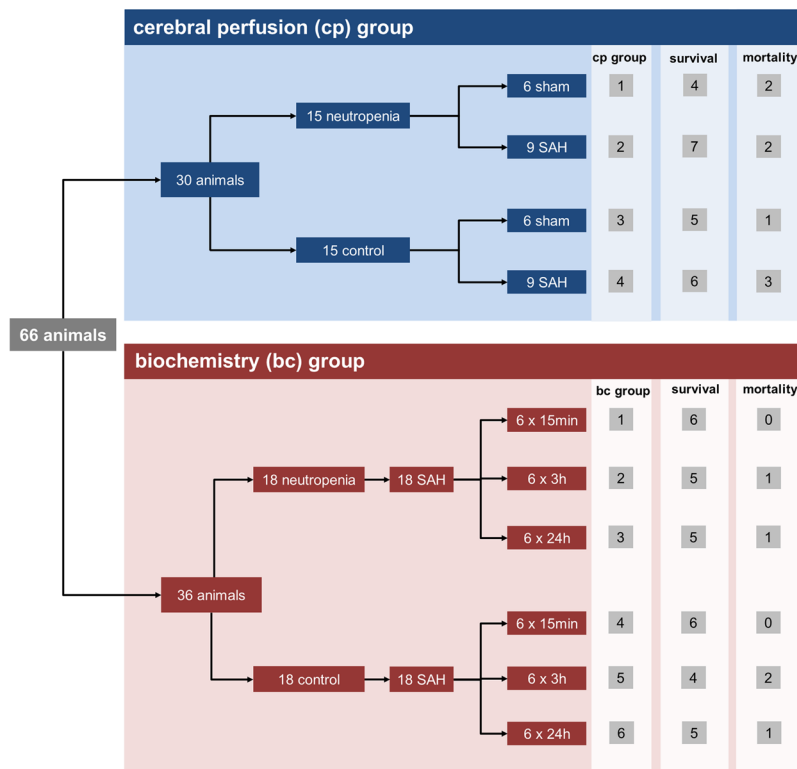 cerebral perfusion (cp) group
cp group survival mortality
6 sham 1 4 2
15 neutropenia
9 SAH 2 7 2
30 animals
6 sham 3 5 1
15 control
9 SAH 4 6 3
66 animals
biochemistry (bc) group
bc group survival mortality
6 x 15min 1 6 0
18 neutropenia 18 SAH 6 x 3h 2 5 1
6 x 24h 3 5 1
36 animals
6 x 15min 4 6 0
18 control 18 SAH 6 x 3h 5 4 2
6 x 24h 6 5 1